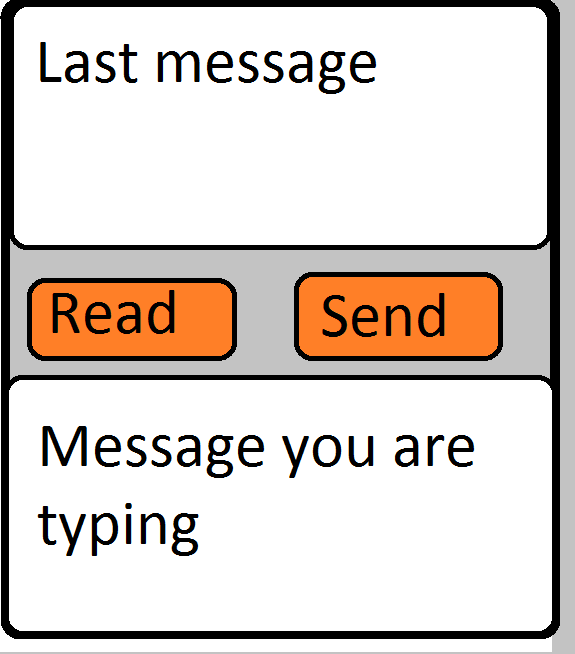 Last message
Read
Send
Message you are
typing